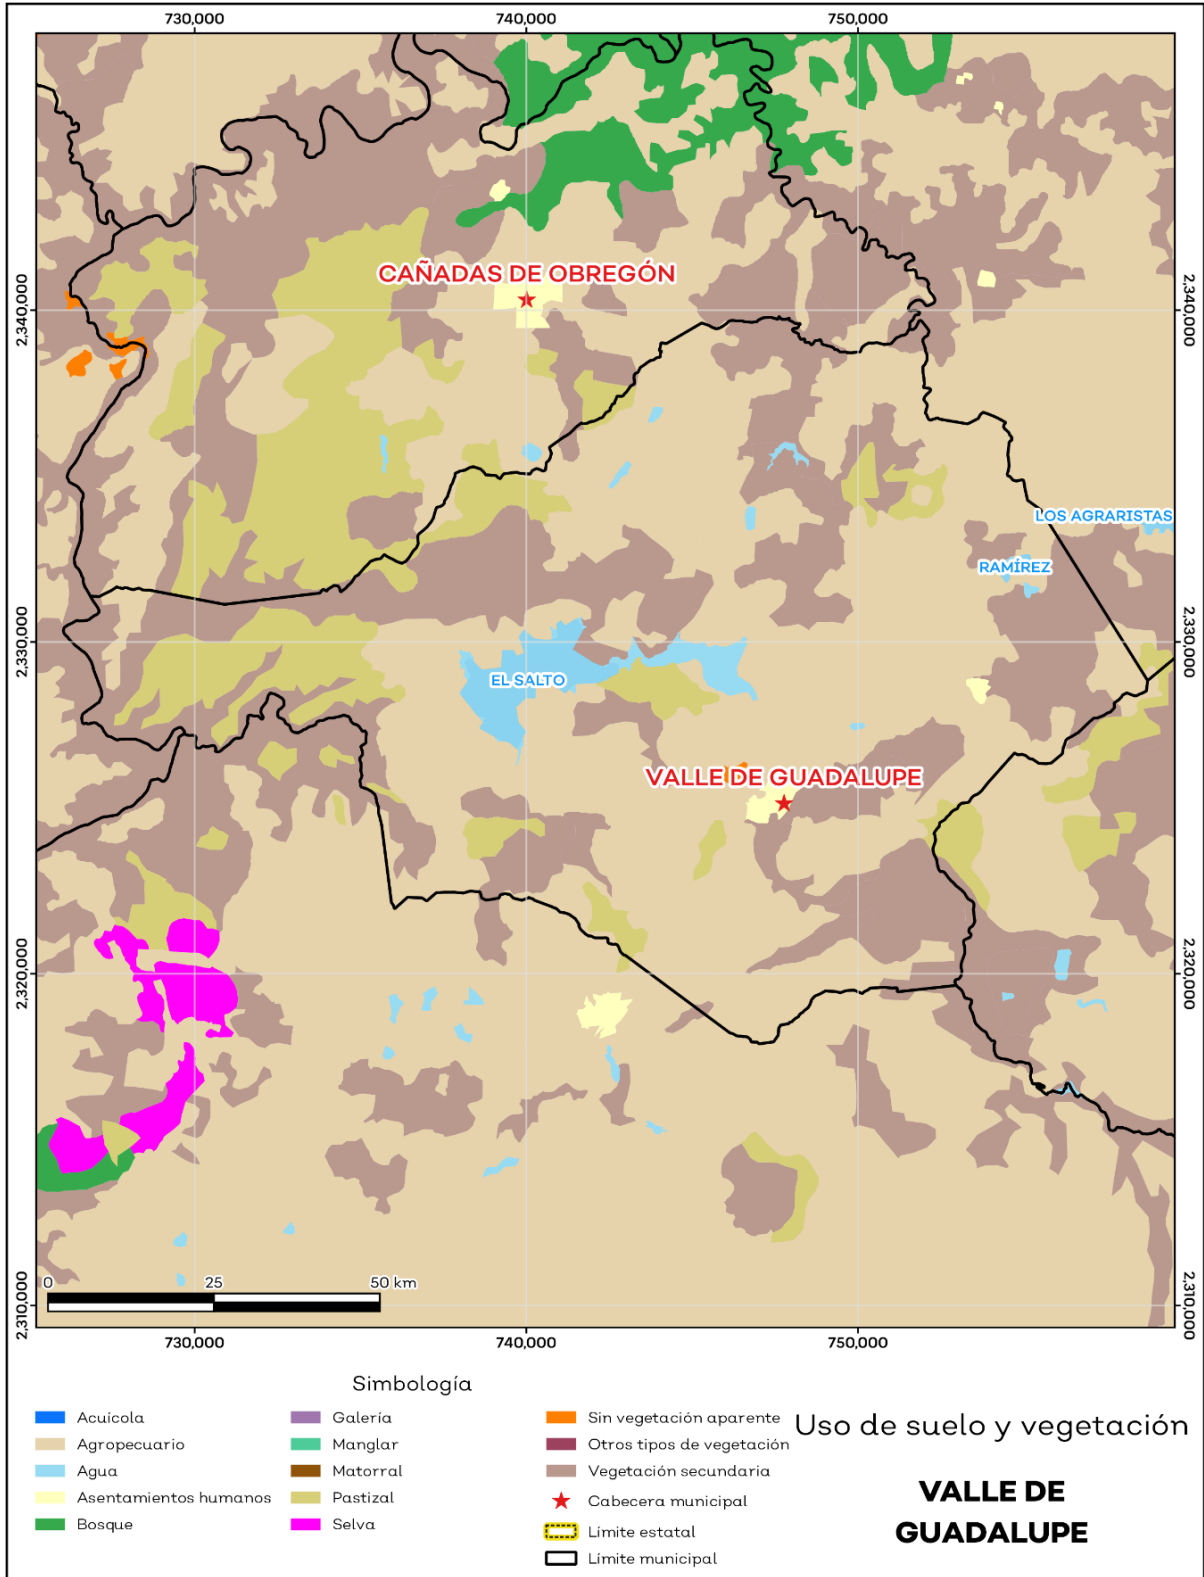 730,000
740,000
750,000
CAÑADAS DE OBREGÓN
2,340,000
2,340,000
LOS AGRARISTAS
RAMÍREZ
2,330,000
2,330,000
EL SALTO
VALLE DE GUADALUPE
2,320,000
2,320,000
0
25
50 km
2,310,000
2,310,000
730,000
740,000
750,000
Simbología
Acuícola
Agropecuario
Agua
Asentamientos humanos
Bosque
Galería
Manglar
Matorral
Pastizal
Selva
Sin vegetación aparente
Otros tipos de vegetación
Vegetación secundaria
Cabecera municipal
Límite estatal
Límite municipal
Uso de suelo y vegetación
VALLE DE
GUADALUPE